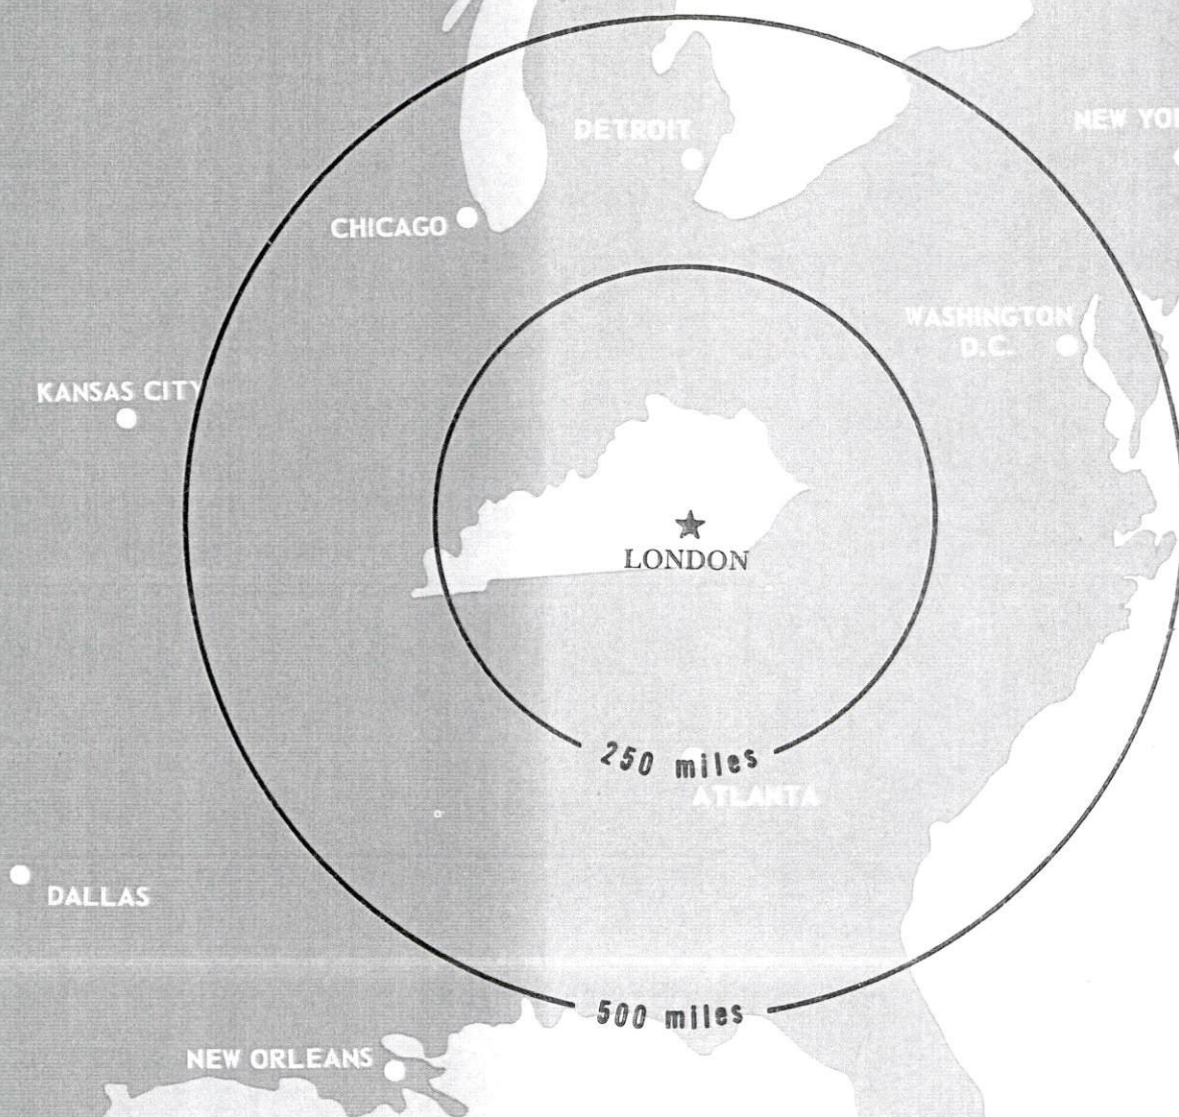 DETROIT
NEW YO
CHICAGO
WASHINGTON
D.C.
KANSAS CITY
LONDON
250 miles
ATLANTA
DALLAS
500 miles
NEW ORLEANS